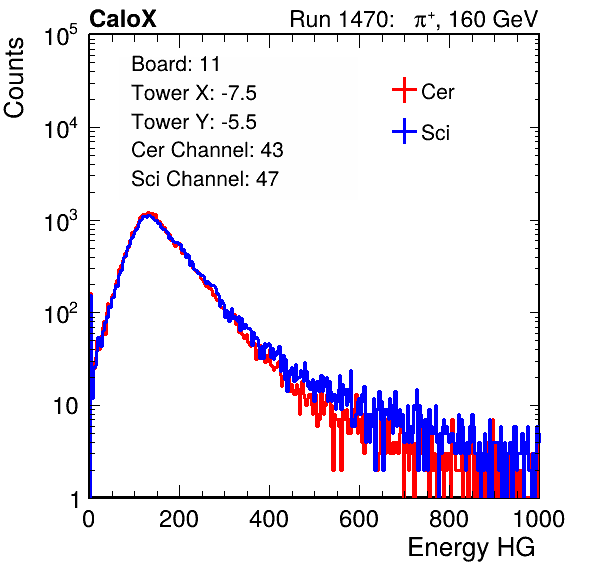 CaloX Run 1470: π⁺, 160 GeV
Counts
10⁵
10⁴
10³
10²
10
1
Board: 11
Tower X: -7.5
Tower Y: -5.5
Cer Channel: 43
Sci Channel: 47
Cer
Sci
0 200 400 600 800 1000
Energy HG